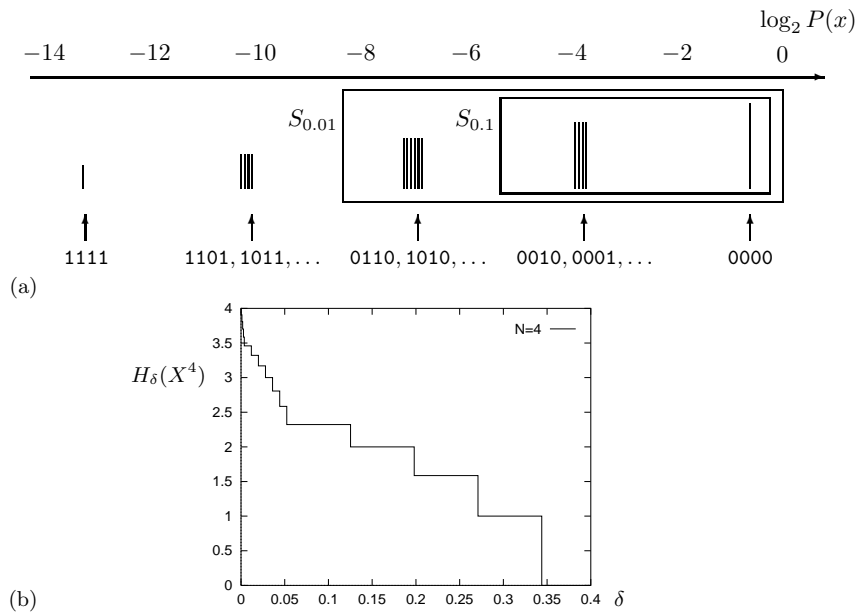 log₂ P(x)
−14 −12 −10 −8 −6 −4 −2 0
S₀.₀₁ S₀.₁
1111 1101, 1011, . . . 0110, 1010, . . . 0010, 0001, . . . 0000
(a)
4
N=4
3.5
Hδ(X⁴) 3
2.5
2
1.5
1
0.5
0
(b) 0 0.05 0.1 0.15 0.2 0.25 0.3 0.35 0.4 δ